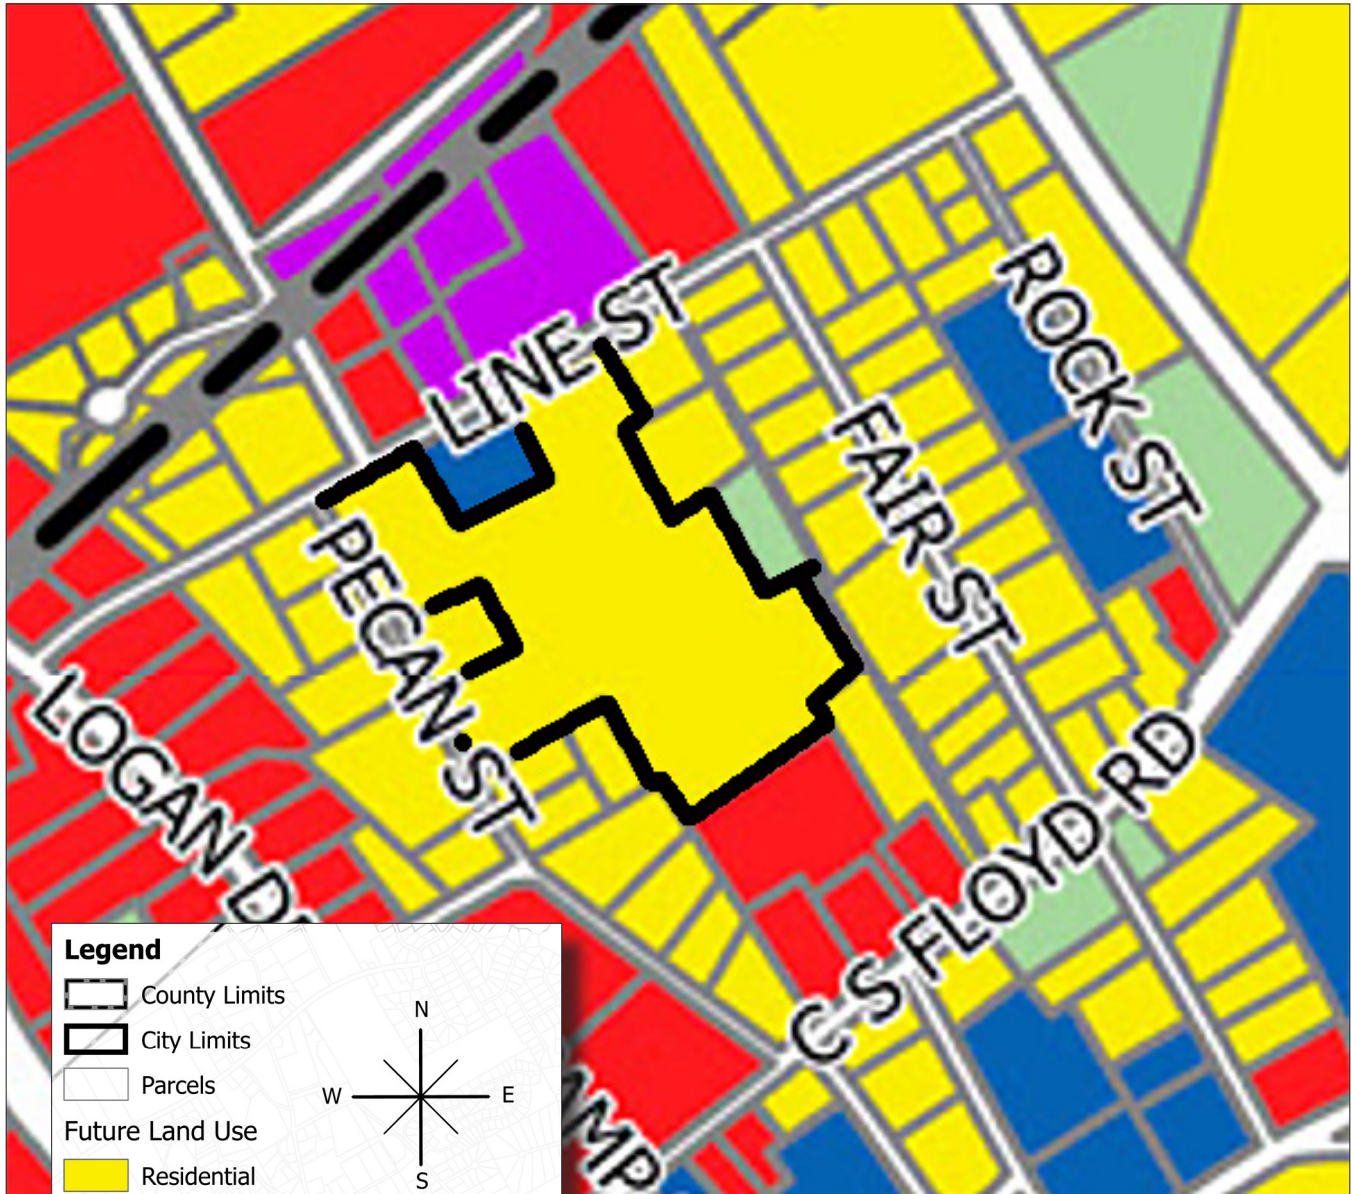 LINE ST
ROCK ST
FAIR ST
PECAN ST
LOGAN DR
C S FLOYD RD
Legend
County Limits
City Limits
Parcels
Future Land Use
Residential
N
W
E
S